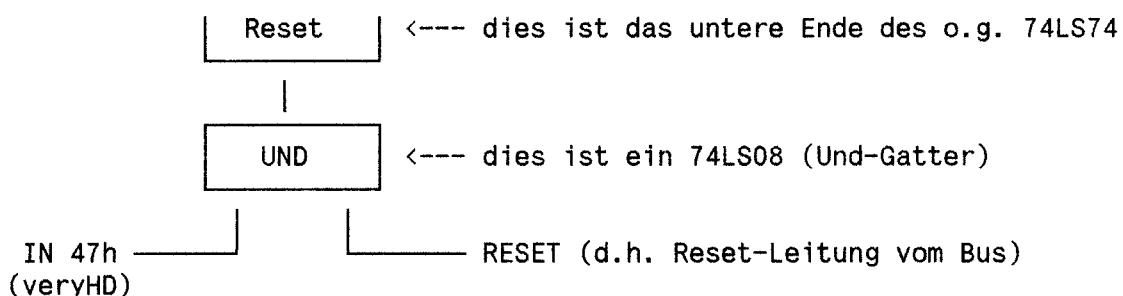 Reset <--- dies ist das untere Ende des o.g. 74LS74
UND <--- dies ist ein 74LS08 (Und-Gatter)
IN 47h RESET (d.h. Reset-Leitung vom Bus)
(veryHD)